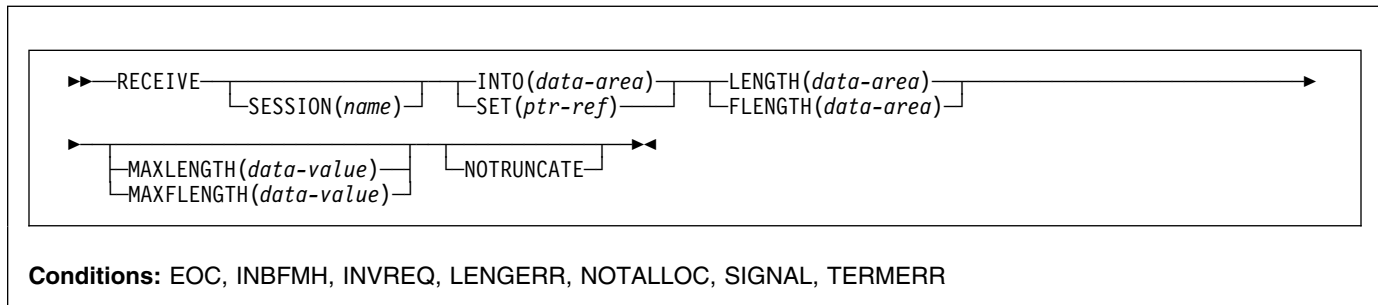 RECEIVE INTO(data-area) LENGTH(data-area)
SESSION(name) SET(ptr-ref) FLENGTH(data-area)
MAXLENGTH(data-value) NOTRUNCATE
MAXFLENGTH(data-value)
Conditions: EOC, INBFMH, INVREQ, LENGERR, NOTALLOC, SIGNAL, TERMERR